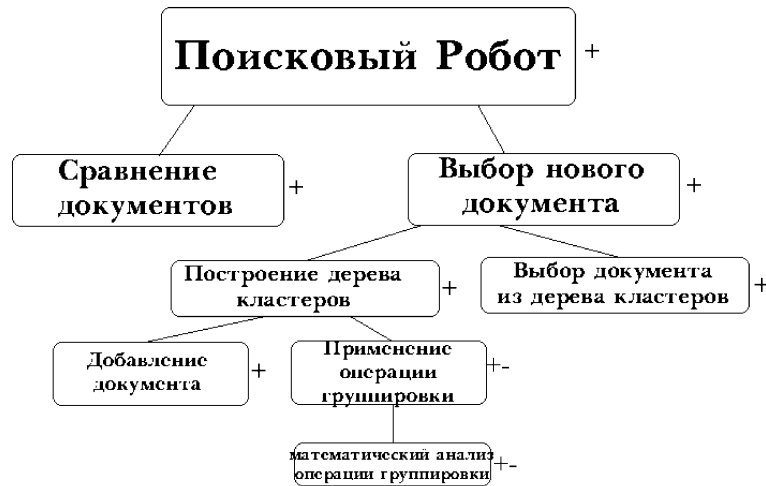 Поисковый Робот +
Сравнение
документов +
Выбор нового
документа +
Построение дерева
кластеров +
Выбор документа
из дерева кластеров +
Добавление
документа +
Применение
операции
группировки +-
математический анализ
операции группировки +-